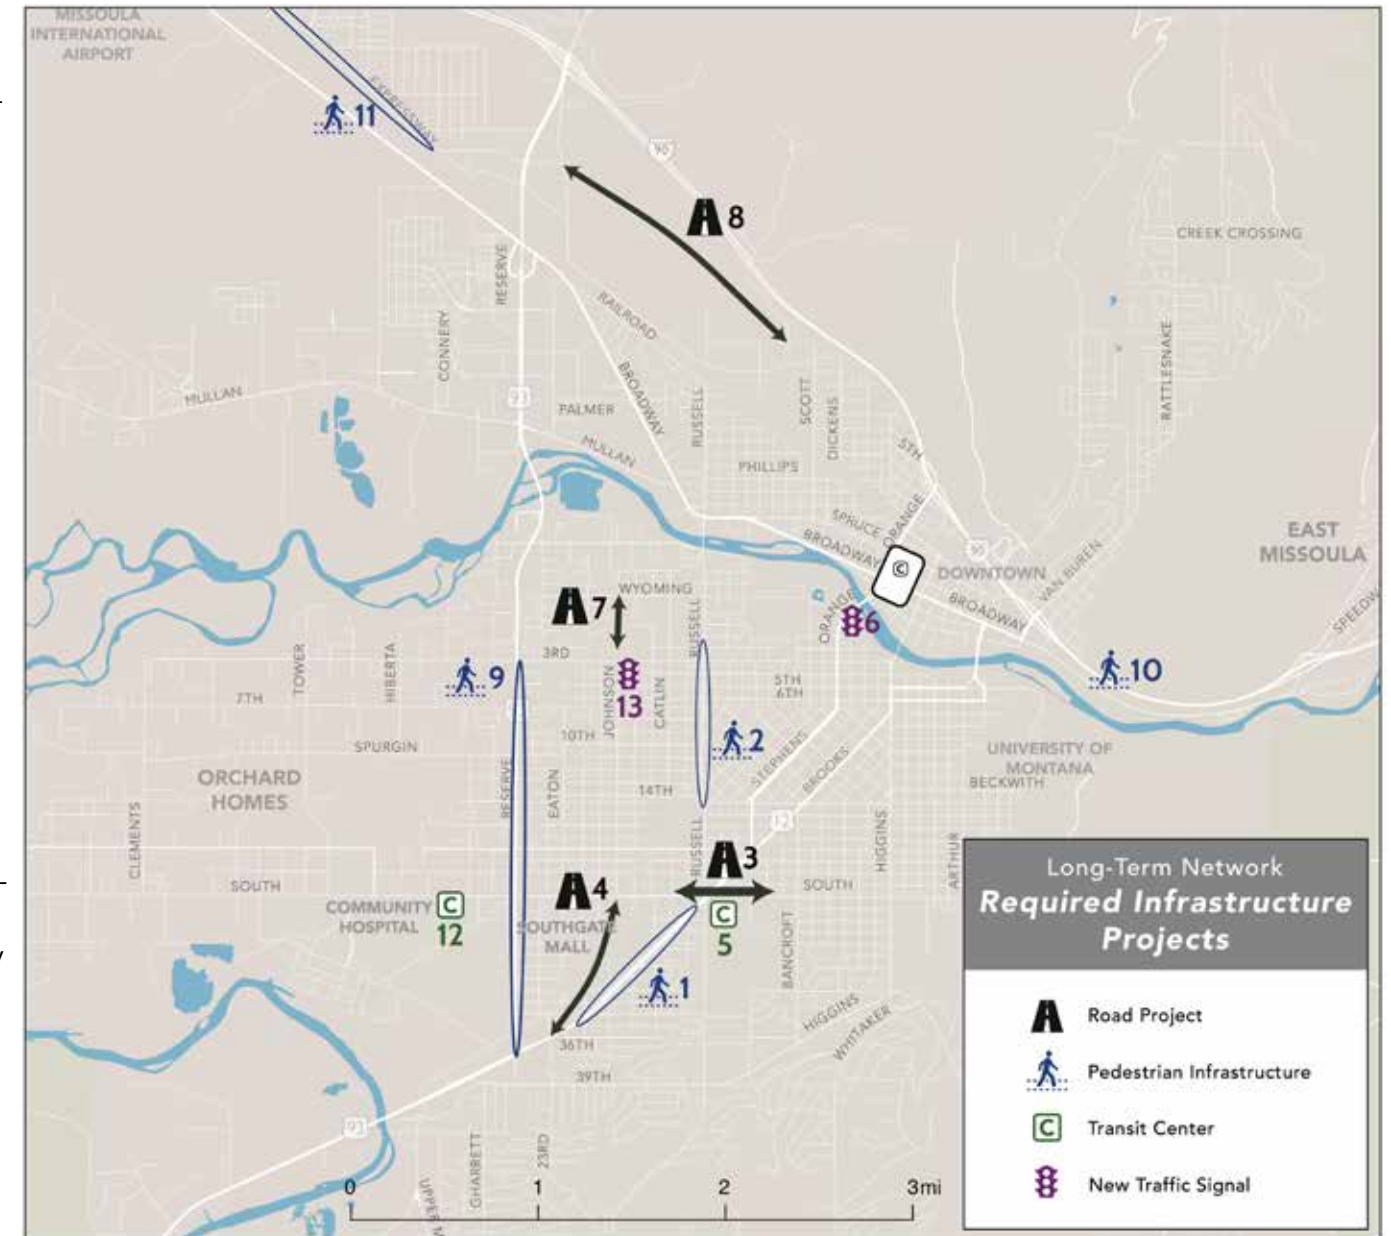 MISSOULA
INTERNATIONAL
AIRPORT
EXPRESSWAY
11
90
8
CREEK CROSSING
RESERVE
RAILROAD
CONNERY
RATTLESNAKE
MULLAN
93
BROADWAY
PALMER
RUSSELL
SCOTT
DICKENS
MULLAN
5TH
PHILLIPS
SPRUCE
ORANGE
BROADWAY
EAST
MISSOULA
C
DOWNTOWN
VAN BUREN
WYOMING
7
BROADWAY
ORANGE
6
SPEEDW
RUSSELL
3RD
TOWER
HIBERTA
9
10
7TH
JOHNSON
13
CATLIN
5TH
6TH
10TH
2
SPURGIN
STEPHENS
BROOKS
UNIVERSITY OF
MONTANA
BECKWITH
ORCHARD
HOMES
RESERVE
EATON
14TH
12
CLEMENTS
RUSSELL
HIGGINS
ARTHUR
3
SOUTH
4
SOUTH
COMMUNITY
HOSPITAL
C
12
SOUTHGATE
MALL
C
5
BANCROFT
1
HIGGINS
WHITAKER
36TH
39TH
93
GHARRETT
23RD
0 1 2 3mi
Long-Term Network
Required Infrastructure
Projects
Road Project
Pedestrian Infrastructure
C Transit Center
New Traffic Signal